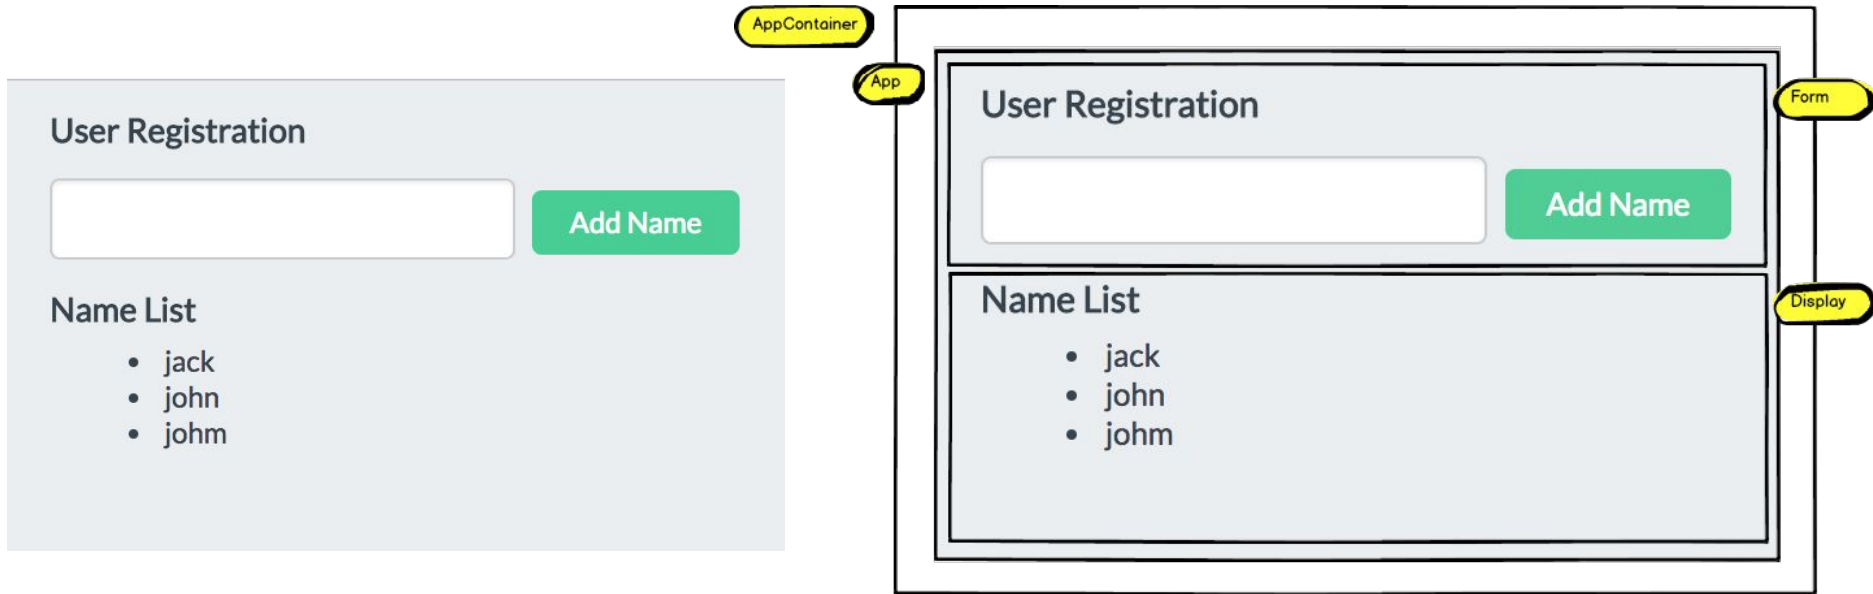 User Registration
Add Name
Name List
jack
john
johm
AppContainer
App
User Registration
Form
Add Name
Name List
Display
jack
john
johm